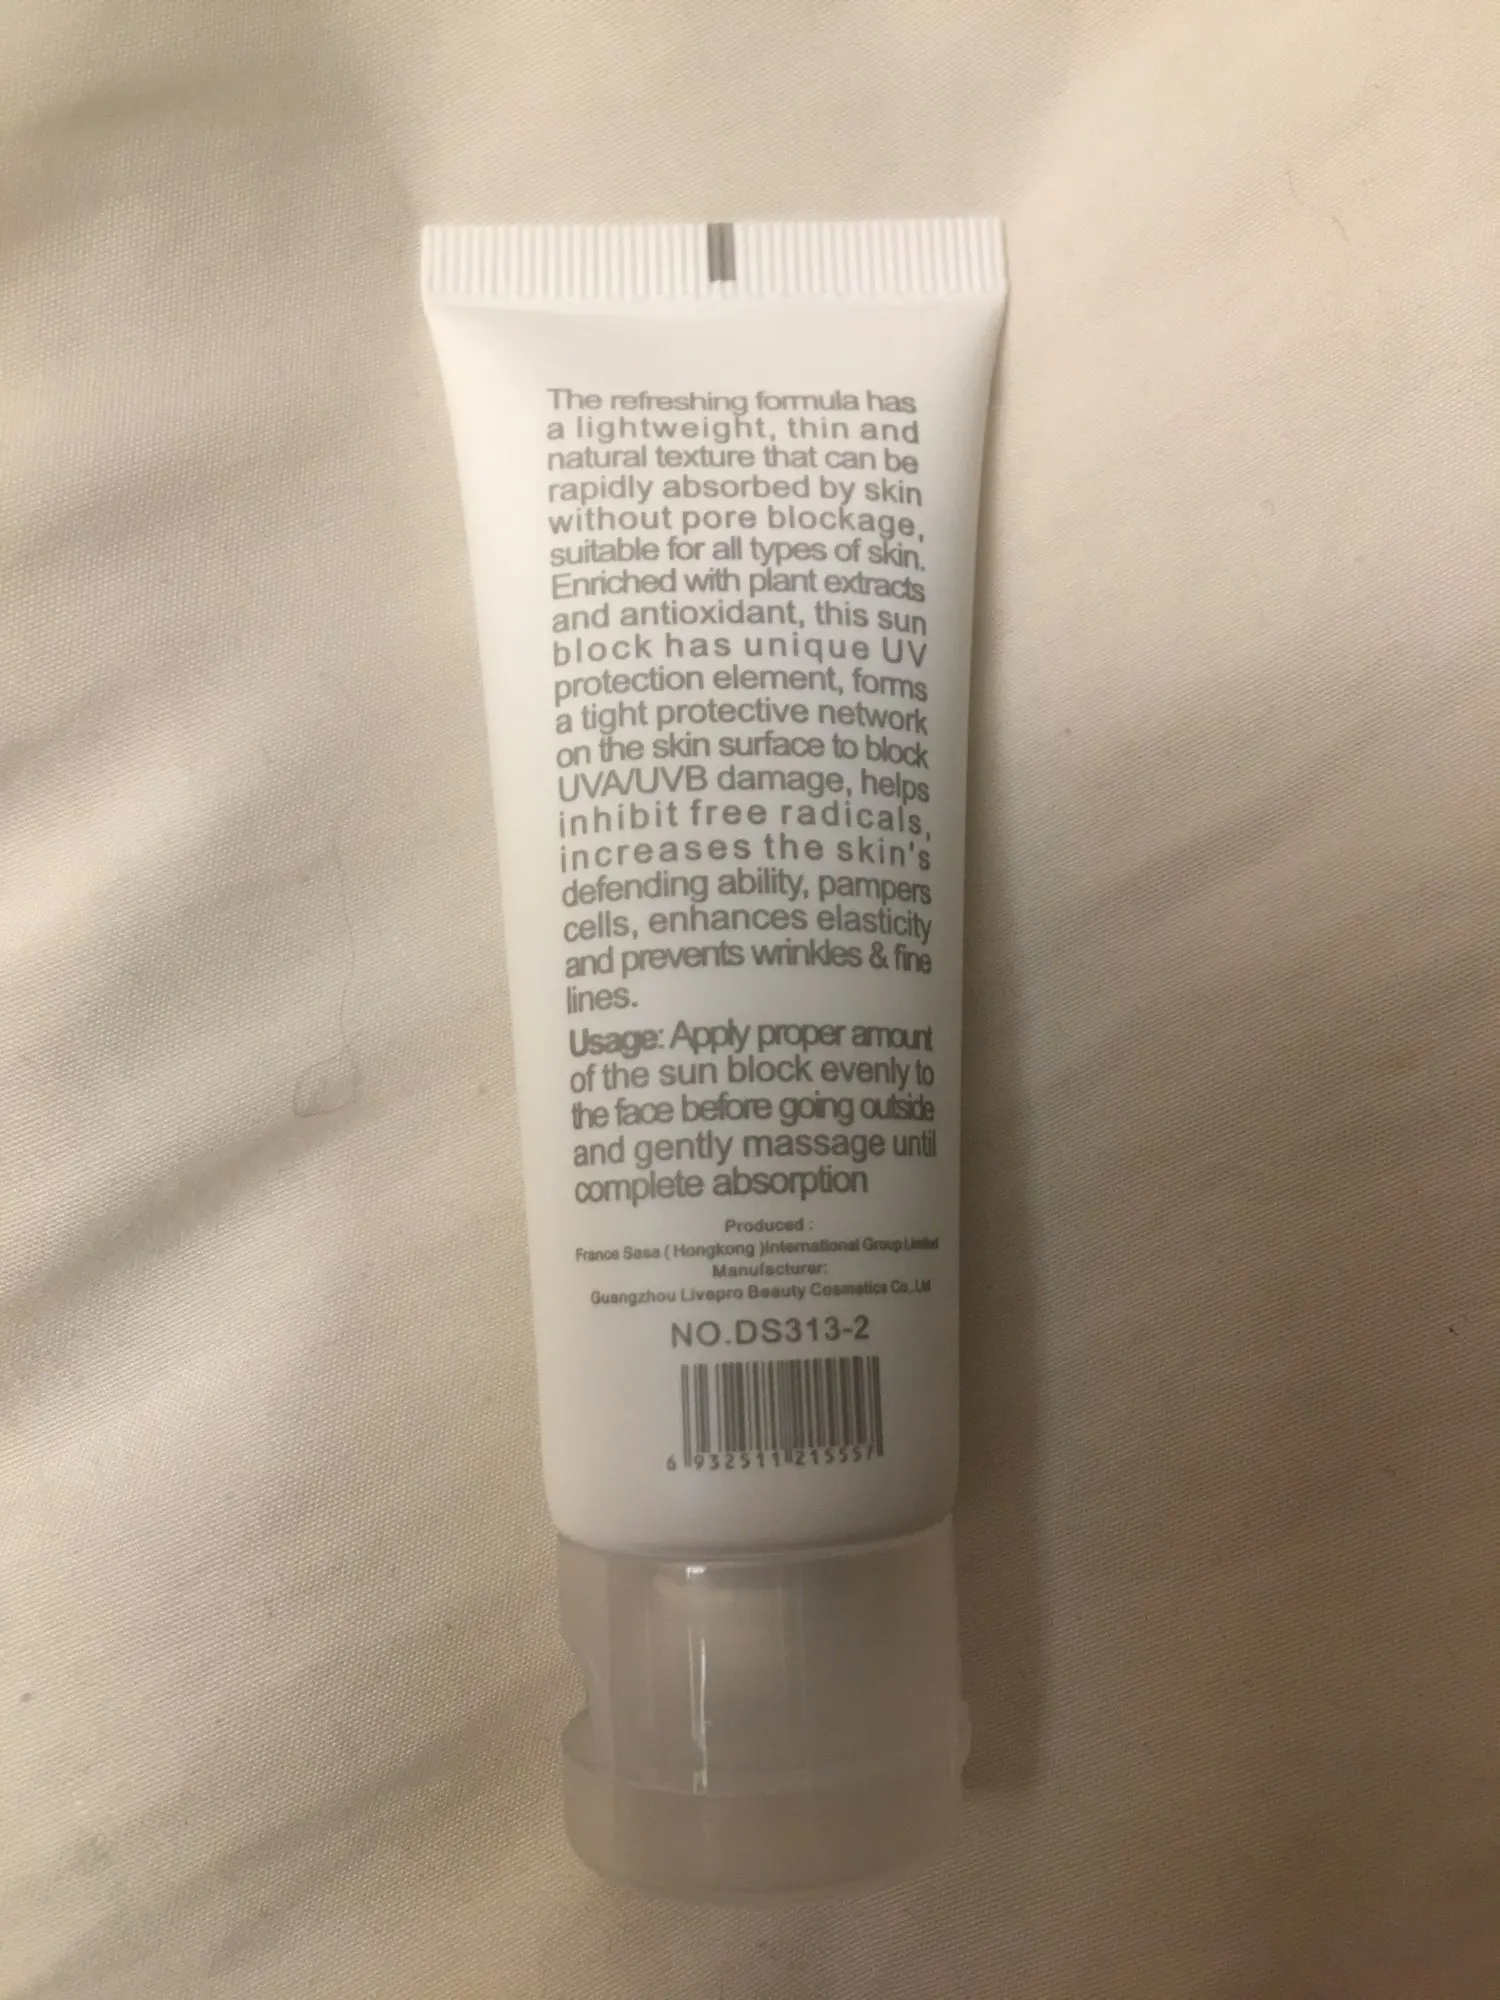 The refreshing formula has
a lightweight, thin and
natural texture that can be
rapidly absorbed by skin
without pore blockage,
suitable for all types of skin.
Enriched with plant extracts
and antioxidant, this sun
block has unique UV
protection element, forms
a tight protective network
on the skin surface to block
UVA/UVB damage, helps
inhibit free radicals,
increases the skin's
defending ability, pampers
cells, enhances elasticity
and prevents wrinkles & fine
lines.
Usage: Apply proper amount
of the sun block evenly to
the face before going outside
and gently massage until
complete absorption
Produced :
France Sasa ( Hongkong )International Group Limited
Manufacturer:
Guangzhou Livepro Beauty Cosmetics Co., Ltd
NO.DS313-2
6 932511 215557